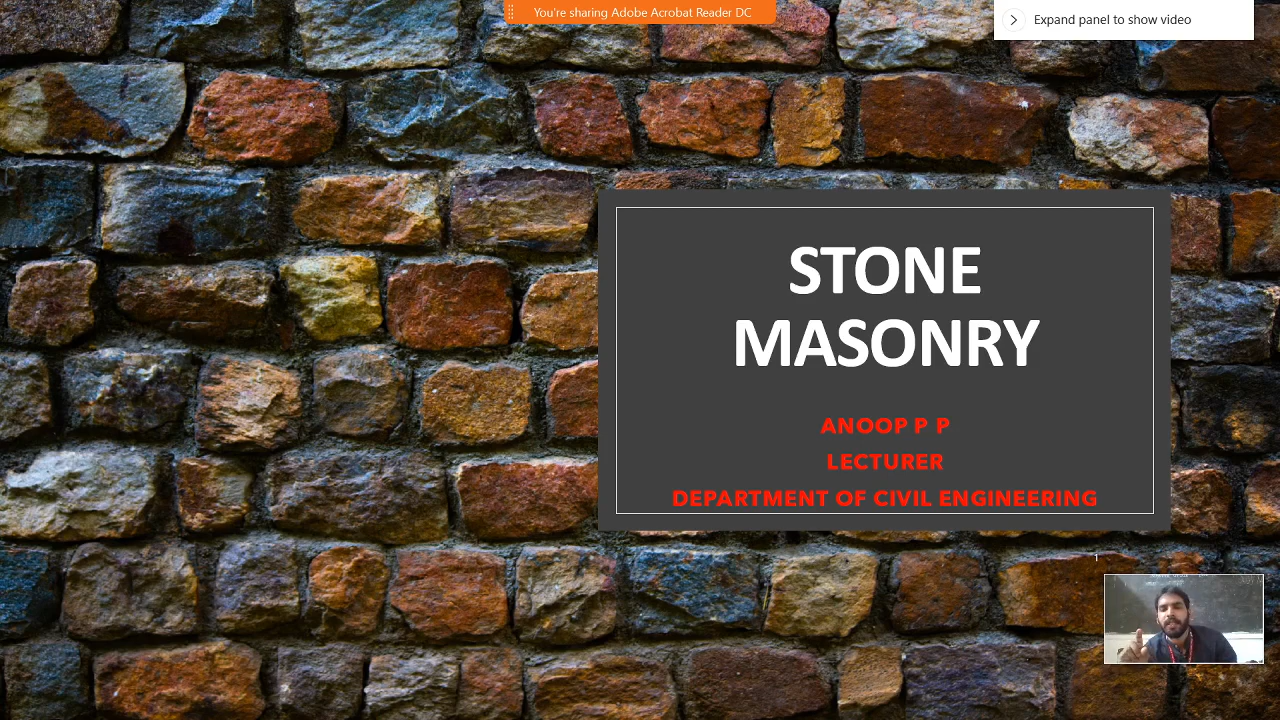 You're sharing Adobe Acrobat Reader DC
Expand panel to show video
STONE
MASONRY
ANOOP P P
LECTURER
DEPARTMENT OF CIVIL ENGINEERING
1